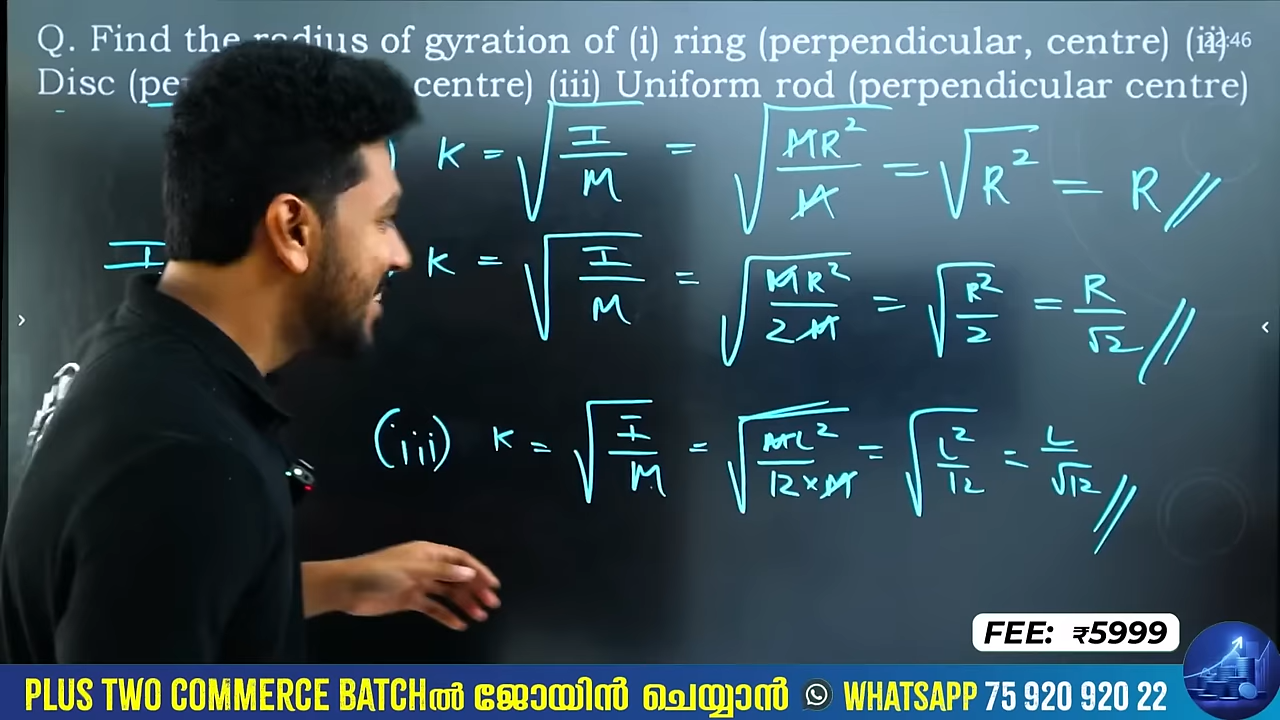 Q. Find the radius of gyration of (i) ring (perpendicular, centre) (ii)
Disc (pe centre) (iii) Uniform rod (perpendicular centre)
) K = √(I/M) = √(MR²/M) = √R² = R //
I
K = √(I/M) = √(MR²/2M) = √(R²/2) = R/√2 //
(iii) K = √(I/M) = √(ML²/12×M) = √(L²/12) = L/√12 //
FEE: ₹5999
PLUS TWO COMMERCE BATCHൽ ജോയിൻ ചെയ്യാൻ WHATSAPP 75 920 920 22